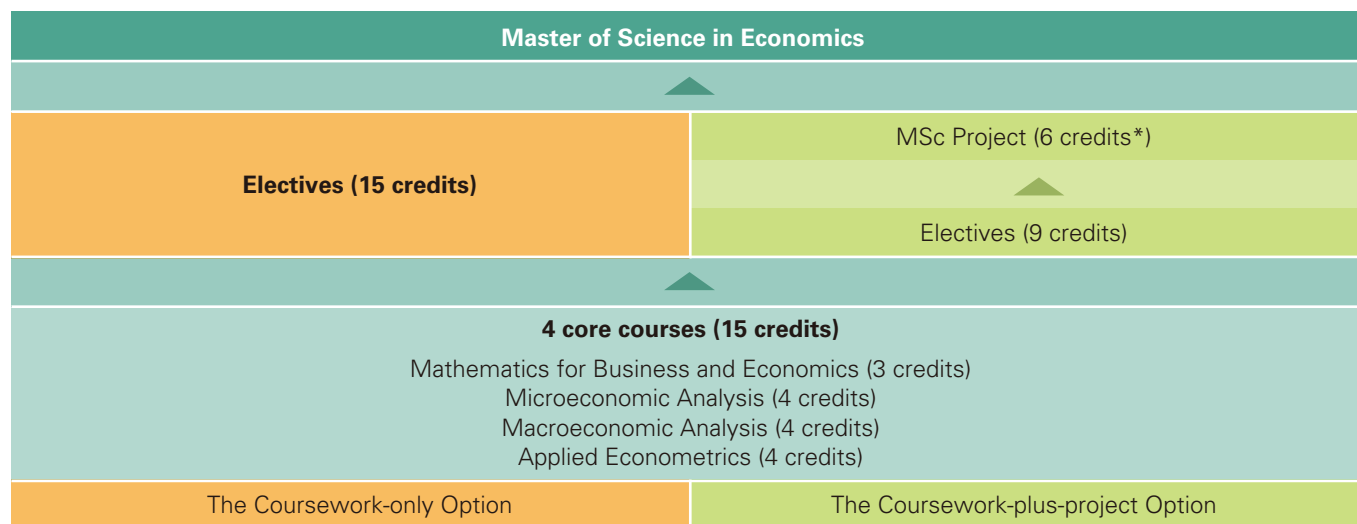 Master of Science in Economics
Electives (15 credits)
MSc Project (6 credits*)
Electives (9 credits)
4 core courses (15 credits)
Mathematics for Business and Economics (3 credits)
Microeconomic Analysis (4 credits)
Macroeconomic Analysis (4 credits)
Applied Econometrics (4 credits)
The Coursework-only Option
The Coursework-plus-project Option